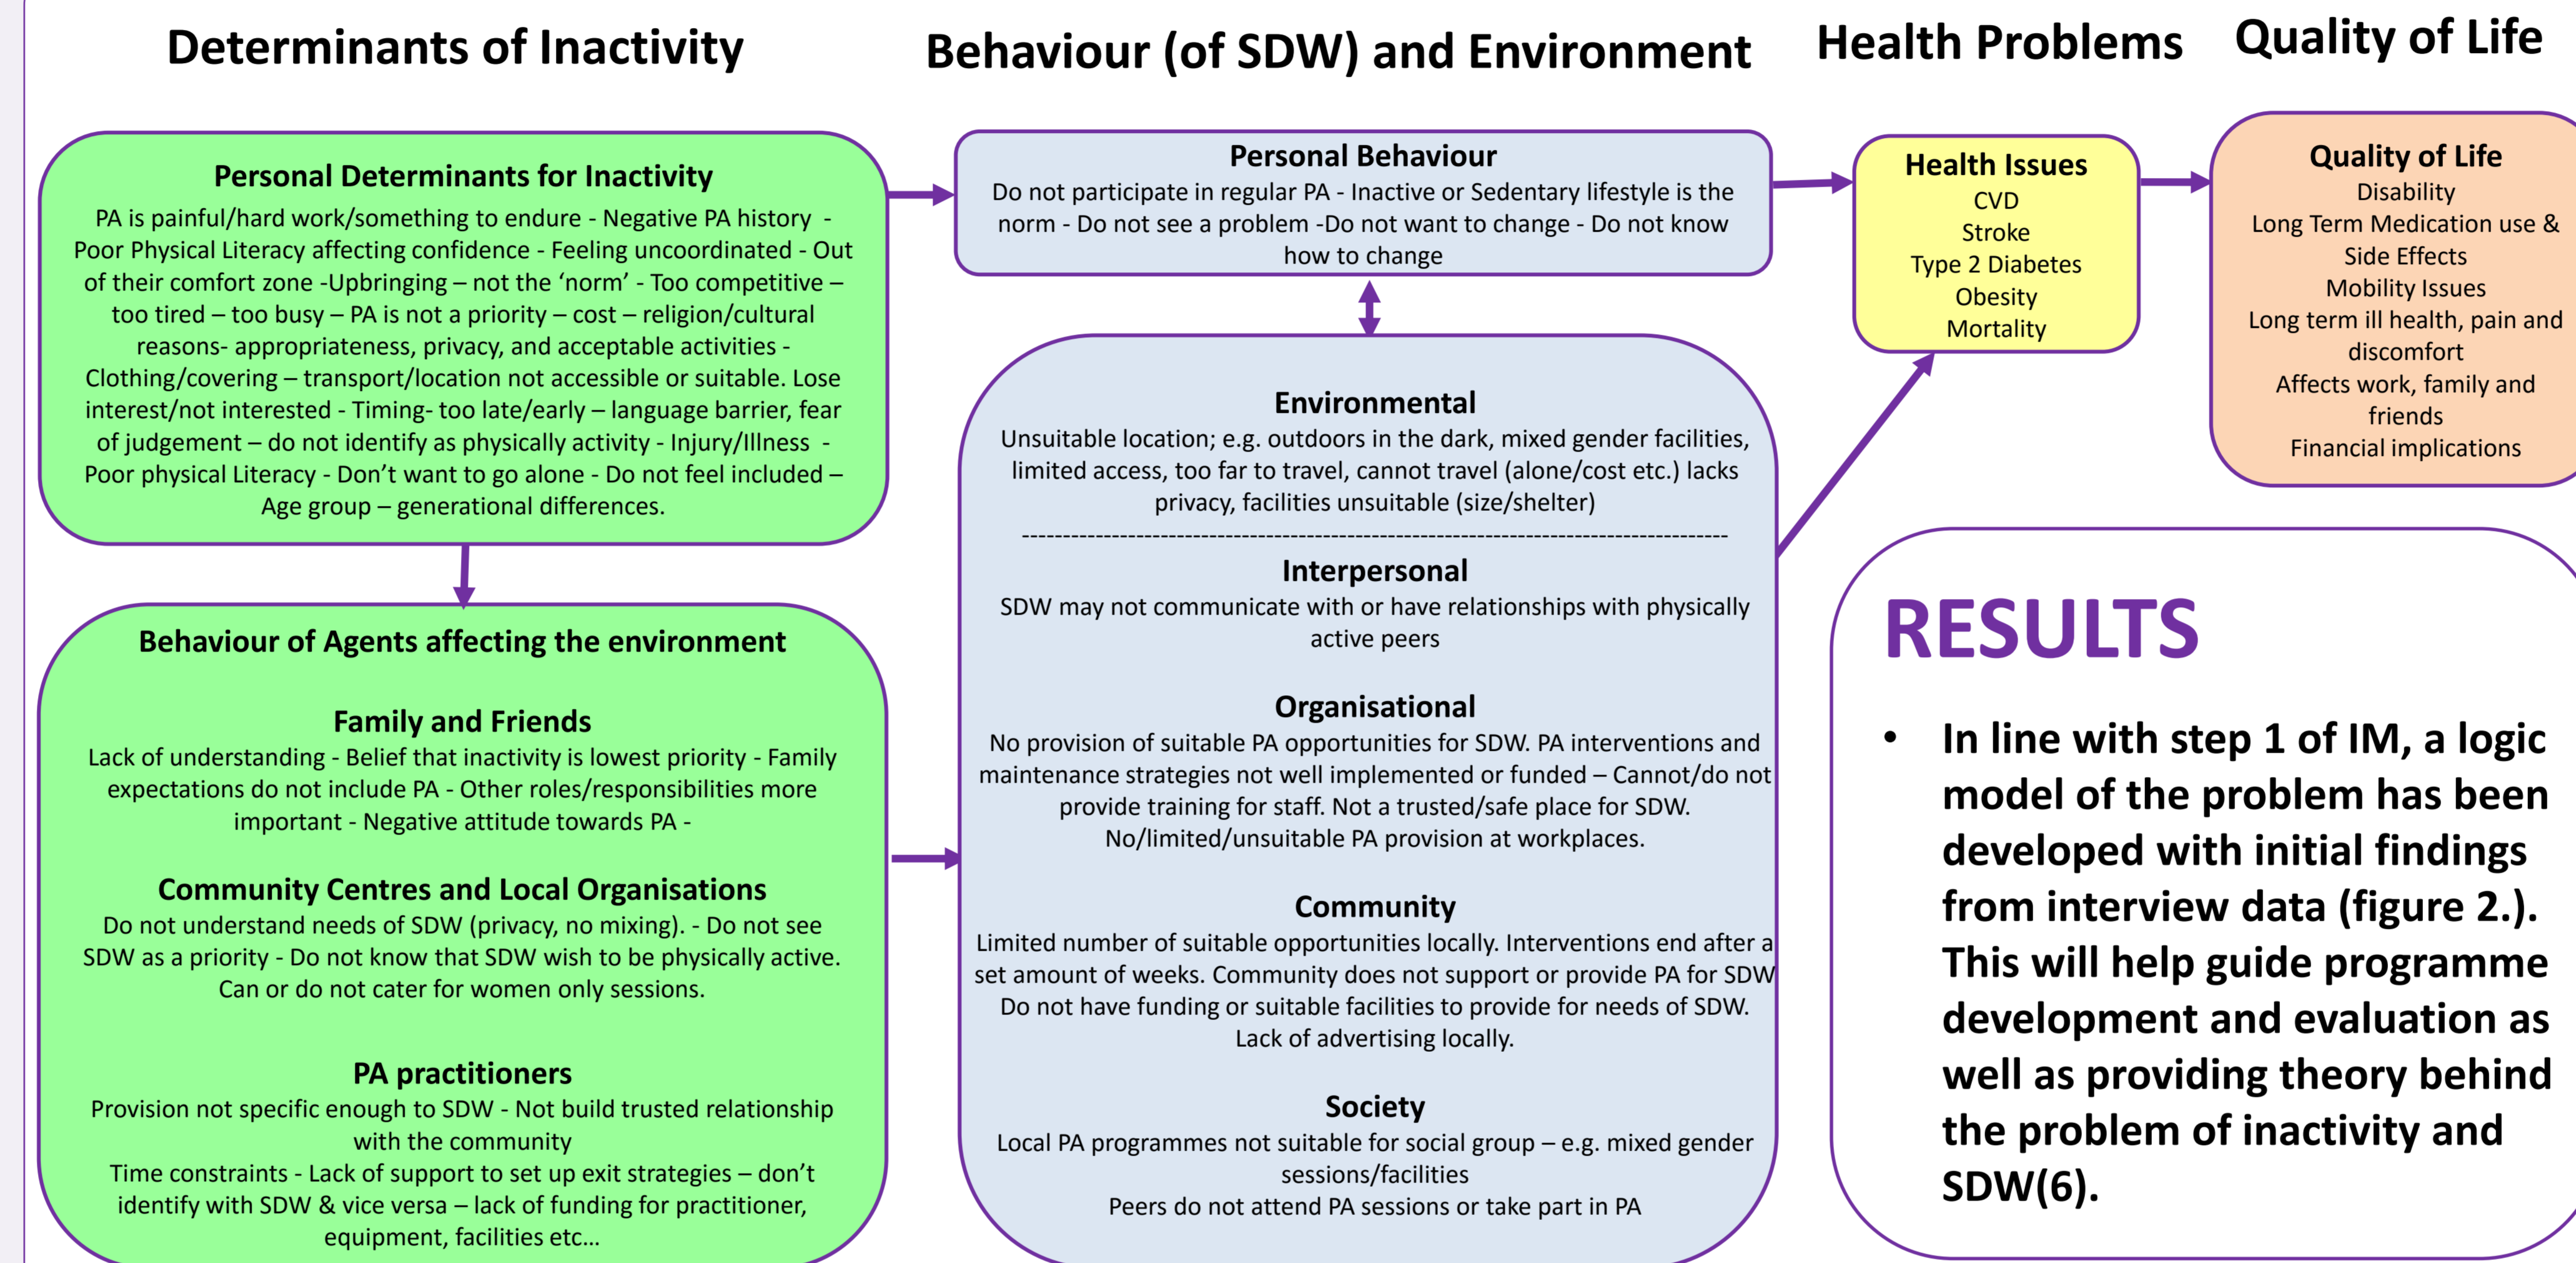 Determinants of Inactivity
Behaviour (of SDW) and Environment
Health Problems
Quality of Life
Personal Determinants for Inactivity
PA is painful/hard work/something to endure - Negative PA history -
Poor Physical Literacy affecting confidence - Feeling uncoordinated - Out
of their comfort zone -Upbringing – not the ‘norm’ - Too competitive –
too tired – too busy – PA is not a priority – cost – religion/cultural
reasons- appropriateness, privacy, and acceptable activities -
Clothing/covering – transport/location not accessible or suitable. Lose
interest/not interested - Timing- too late/early – language barrier, fear
of judgement – do not identify as physically activity - Injury/Illness -
Poor physical Literacy - Don’t want to go alone - Do not feel included –
Age group – generational differences.
Behaviour of Agents affecting the environment
Family and Friends
Lack of understanding - Belief that inactivity is lowest priority - Family
expectations do not include PA - Other roles/responsibilities more
important - Negative attitude towards PA -
Community Centres and Local Organisations
Do not understand needs of SDW (privacy, no mixing). - Do not see
SDW as a priority - Do not know that SDW wish to be physically active.
Can or do not cater for women only sessions.
PA practitioners
Provision not specific enough to SDW - Not build trusted relationship
with the community
Time constraints - Lack of support to set up exit strategies – don’t
identify with SDW & vice versa – lack of funding for practitioner,
equipment, facilities etc…
Personal Behaviour
Do not participate in regular PA - Inactive or Sedentary lifestyle is the
norm - Do not see a problem -Do not want to change - Do not know
how to change
Environmental
Unsuitable location; e.g. outdoors in the dark, mixed gender facilities,
limited access, too far to travel, cannot travel (alone/cost etc.) lacks
privacy, facilities unsuitable (size/shelter)
--------------------------------------------------------------------------------------
Interpersonal
SDW may not communicate with or have relationships with physically
active peers
Organisational
No provision of suitable PA opportunities for SDW. PA interventions and
maintenance strategies not well implemented or funded – Cannot/do not
provide training for staff. Not a trusted/safe place for SDW.
No/limited/unsuitable PA provision at workplaces.
Community
Limited number of suitable opportunities locally. Interventions end after a
set amount of weeks. Community does not support or provide PA for SDW
Do not have funding or suitable facilities to provide for needs of SDW.
Lack of advertising locally.
Society
Local PA programmes not suitable for social group – e.g. mixed gender
sessions/facilities
Peers do not attend PA sessions or take part in PA
Health Issues
CVD
Stroke
Type 2 Diabetes
Obesity
Mortality
Quality of Life
Disability
Long Term Medication use &
Side Effects
Mobility Issues
Long term ill health, pain and
discomfort
Affects work, family and
friends
Financial implications
RESULTS
• In line with step 1 of IM, a logic
model of the problem has been
developed with initial findings
from interview data (figure 2.).
This will help guide programme
development and evaluation as
well as providing theory behind
the problem of inactivity and
SDW(6).